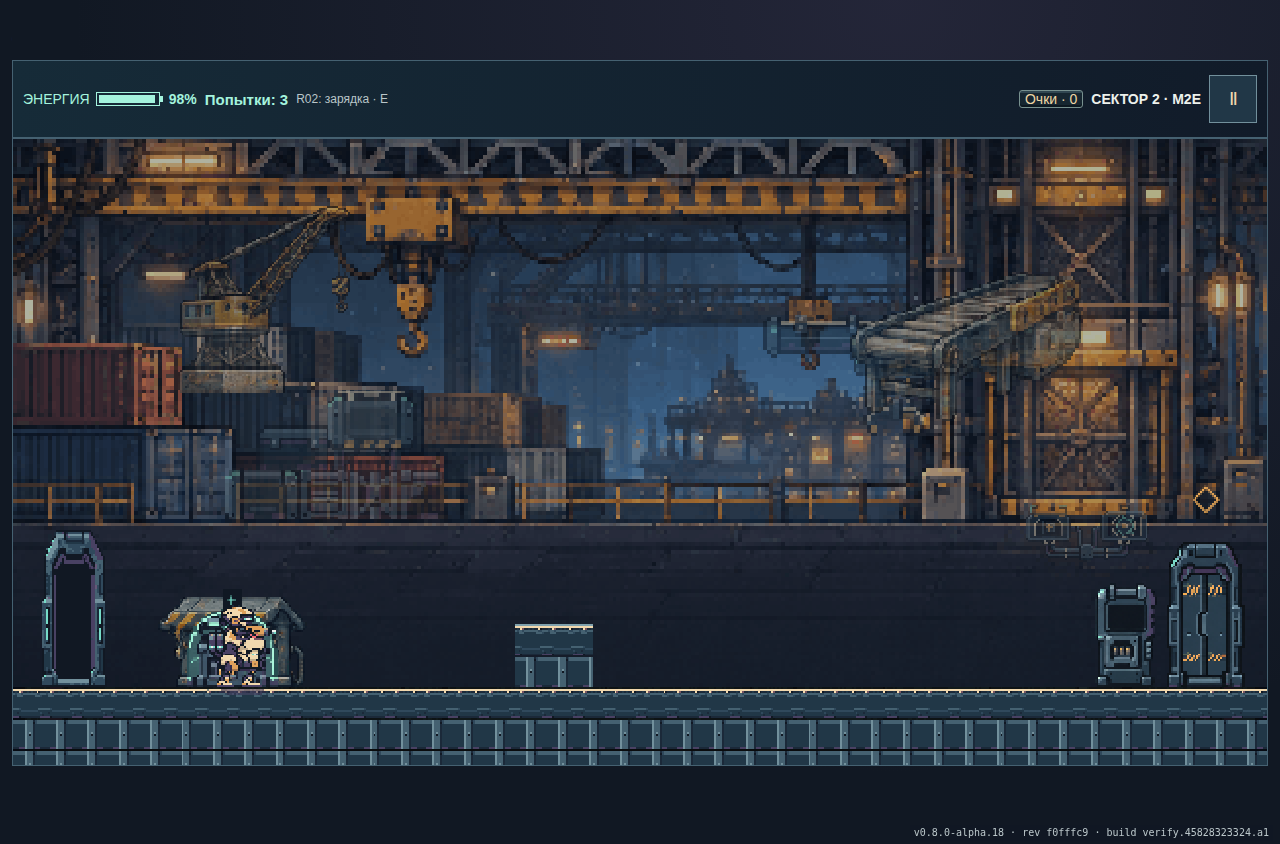 ЭНЕРГИЯ 98% Попытки: 3 R02: зарядка · E Очки · 0 СЕКТОР 2 · M2E II
v0.8.0-alpha.18 · rev f0fffc9 · build verify.45828323324.a1